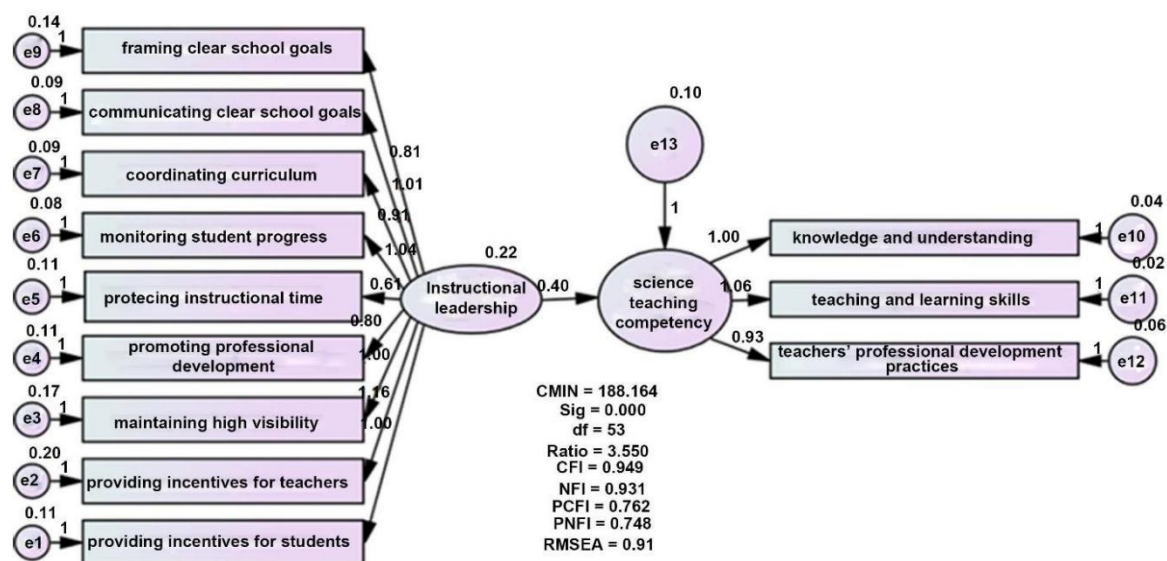 0.14
1
e9
framing clear school goals
0.09
1
e8
communicating clear school goals
0.09
1
e7
coordinating curriculum
0.08
1
e6
monitoring student progress
0.11
1
e5
protecing instructional time
0.11
1
e4
promoting professional
development
0.17
1
e3
maintaining high visibility
0.20
1
e2
providing incentives for teachers
0.11
1
e1
providing incentives for students
0.81
1.01
0.91
1.04
0.61
0.80
1.00
1.16
1.00
0.22
Instructional
leadership
0.40
0.10
e13
1
science
teaching
competency
1.00
1.06
0.93
knowledge and understanding
1
0.04
e10
teaching and learning skills
1
0.02
e11
teachers' professional development
practices
1
0.06
e12
CMIN = 188.164
Sig = 0.000
df = 53
Ratio = 3.550
CFI = 0.949
NFI = 0.931
PCFI = 0.762
PNFI = 0.748
RMSEA = 0.91